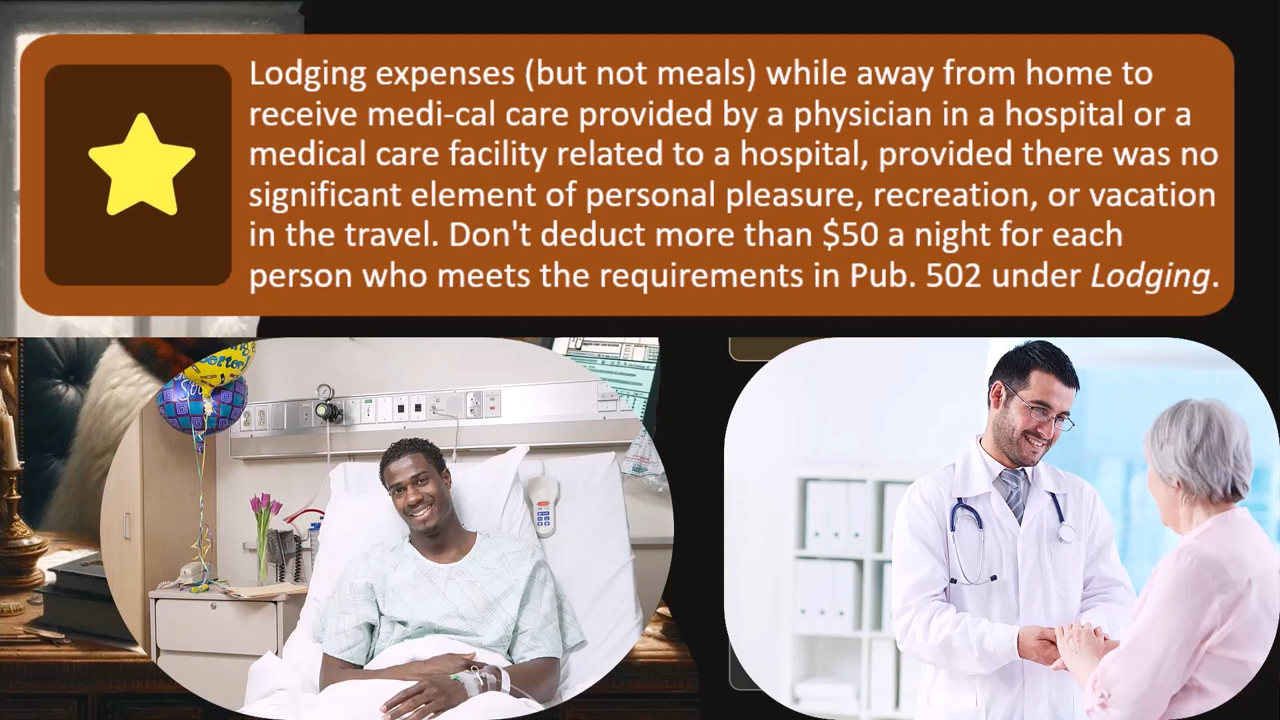 Lodging expenses (but not meals) while away from home to
receive medi-cal care provided by a physician in a hospital or a
medical care facility related to a hospital, provided there was no
significant element of personal pleasure, recreation, or vacation
in the travel. Don't deduct more than $50 a night for each
person who meets the requirements in Pub. 502 under Lodging.